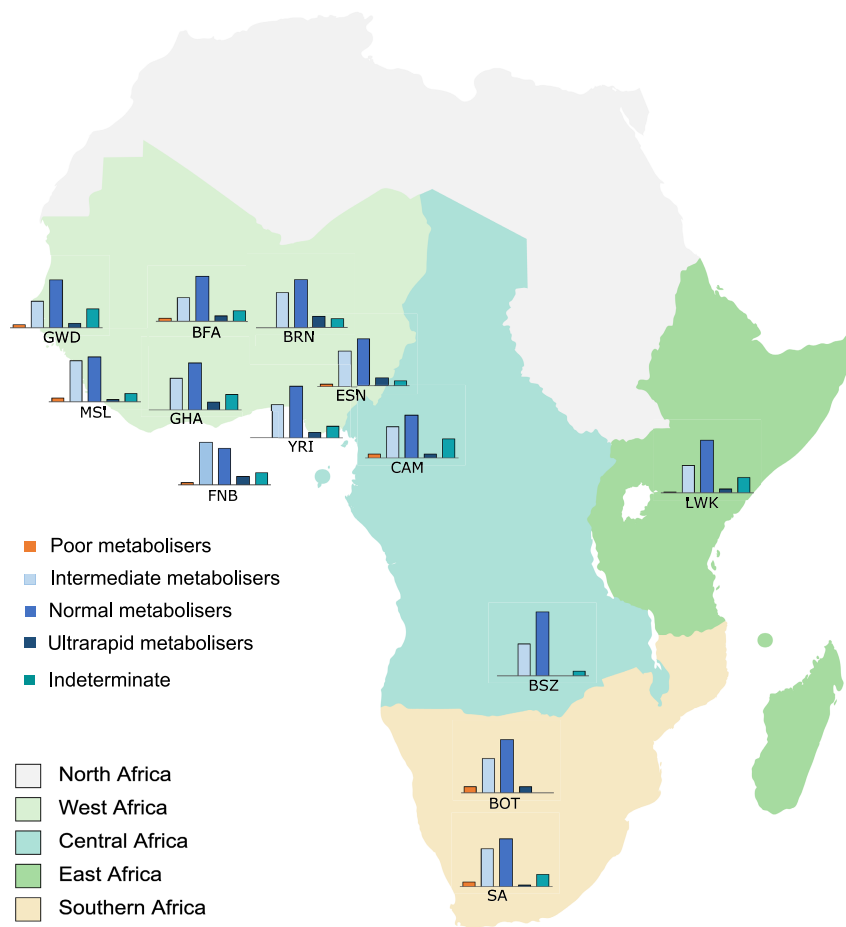 GWD
BFA
BRN
MSL
GHA
ESN
YRI
CAM
FNB
LWK
Poor metabolisers
Intermediate metabolisers
Normal metabolisers
Ultrarapid metabolisers
Indeterminate
BSZ
BOT
SA
North Africa
West Africa
Central Africa
East Africa
Southern Africa